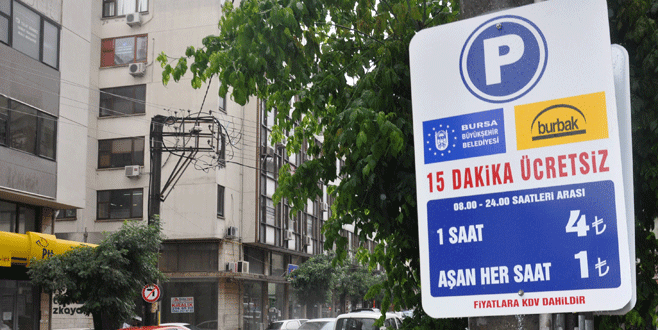 P
BURSA
BÜYÜKŞEHİR
BELEDİYESİ
burbak
15 DAKİKA ÜCRETSİZ
08.00 - 24.00 SAATLERİ ARASI
1 SAAT 4 ₺
AŞAN HER SAAT 1 ₺
FİYATLARA KDV DAHİLDİR